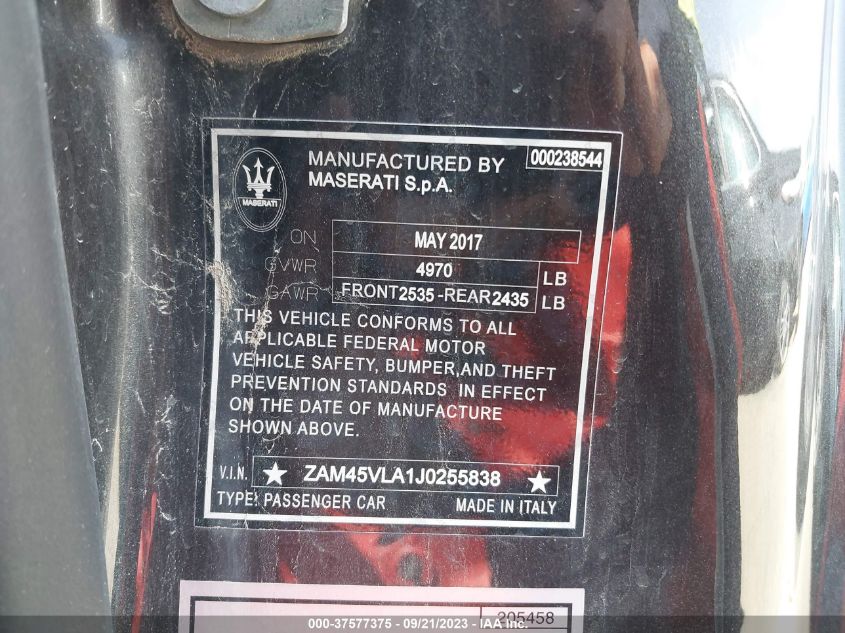 MANUFACTURED BY
000238544
MASERATI S.p.A.
MASERATI
ON MAY 2017
GVWR 4970 LB
GAWR FRONT2535-REAR2435 LB
THIS VEHICLE CONFORMS TO ALL
APPLICABLE FEDERAL MOTOR
VEHICLE SAFETY, BUMPER,AND THEFT
PREVENTION STANDARDS IN EFFECT
ON THE DATE OF MANUFACTURE
SHOWN ABOVE.
V.I.N. ★ ZAM45VLA1J0255838 ★
TYPE: PASSENGER CAR MADE IN ITALY
205458
000-37577375 - 09/21/2023 - IAAI.com